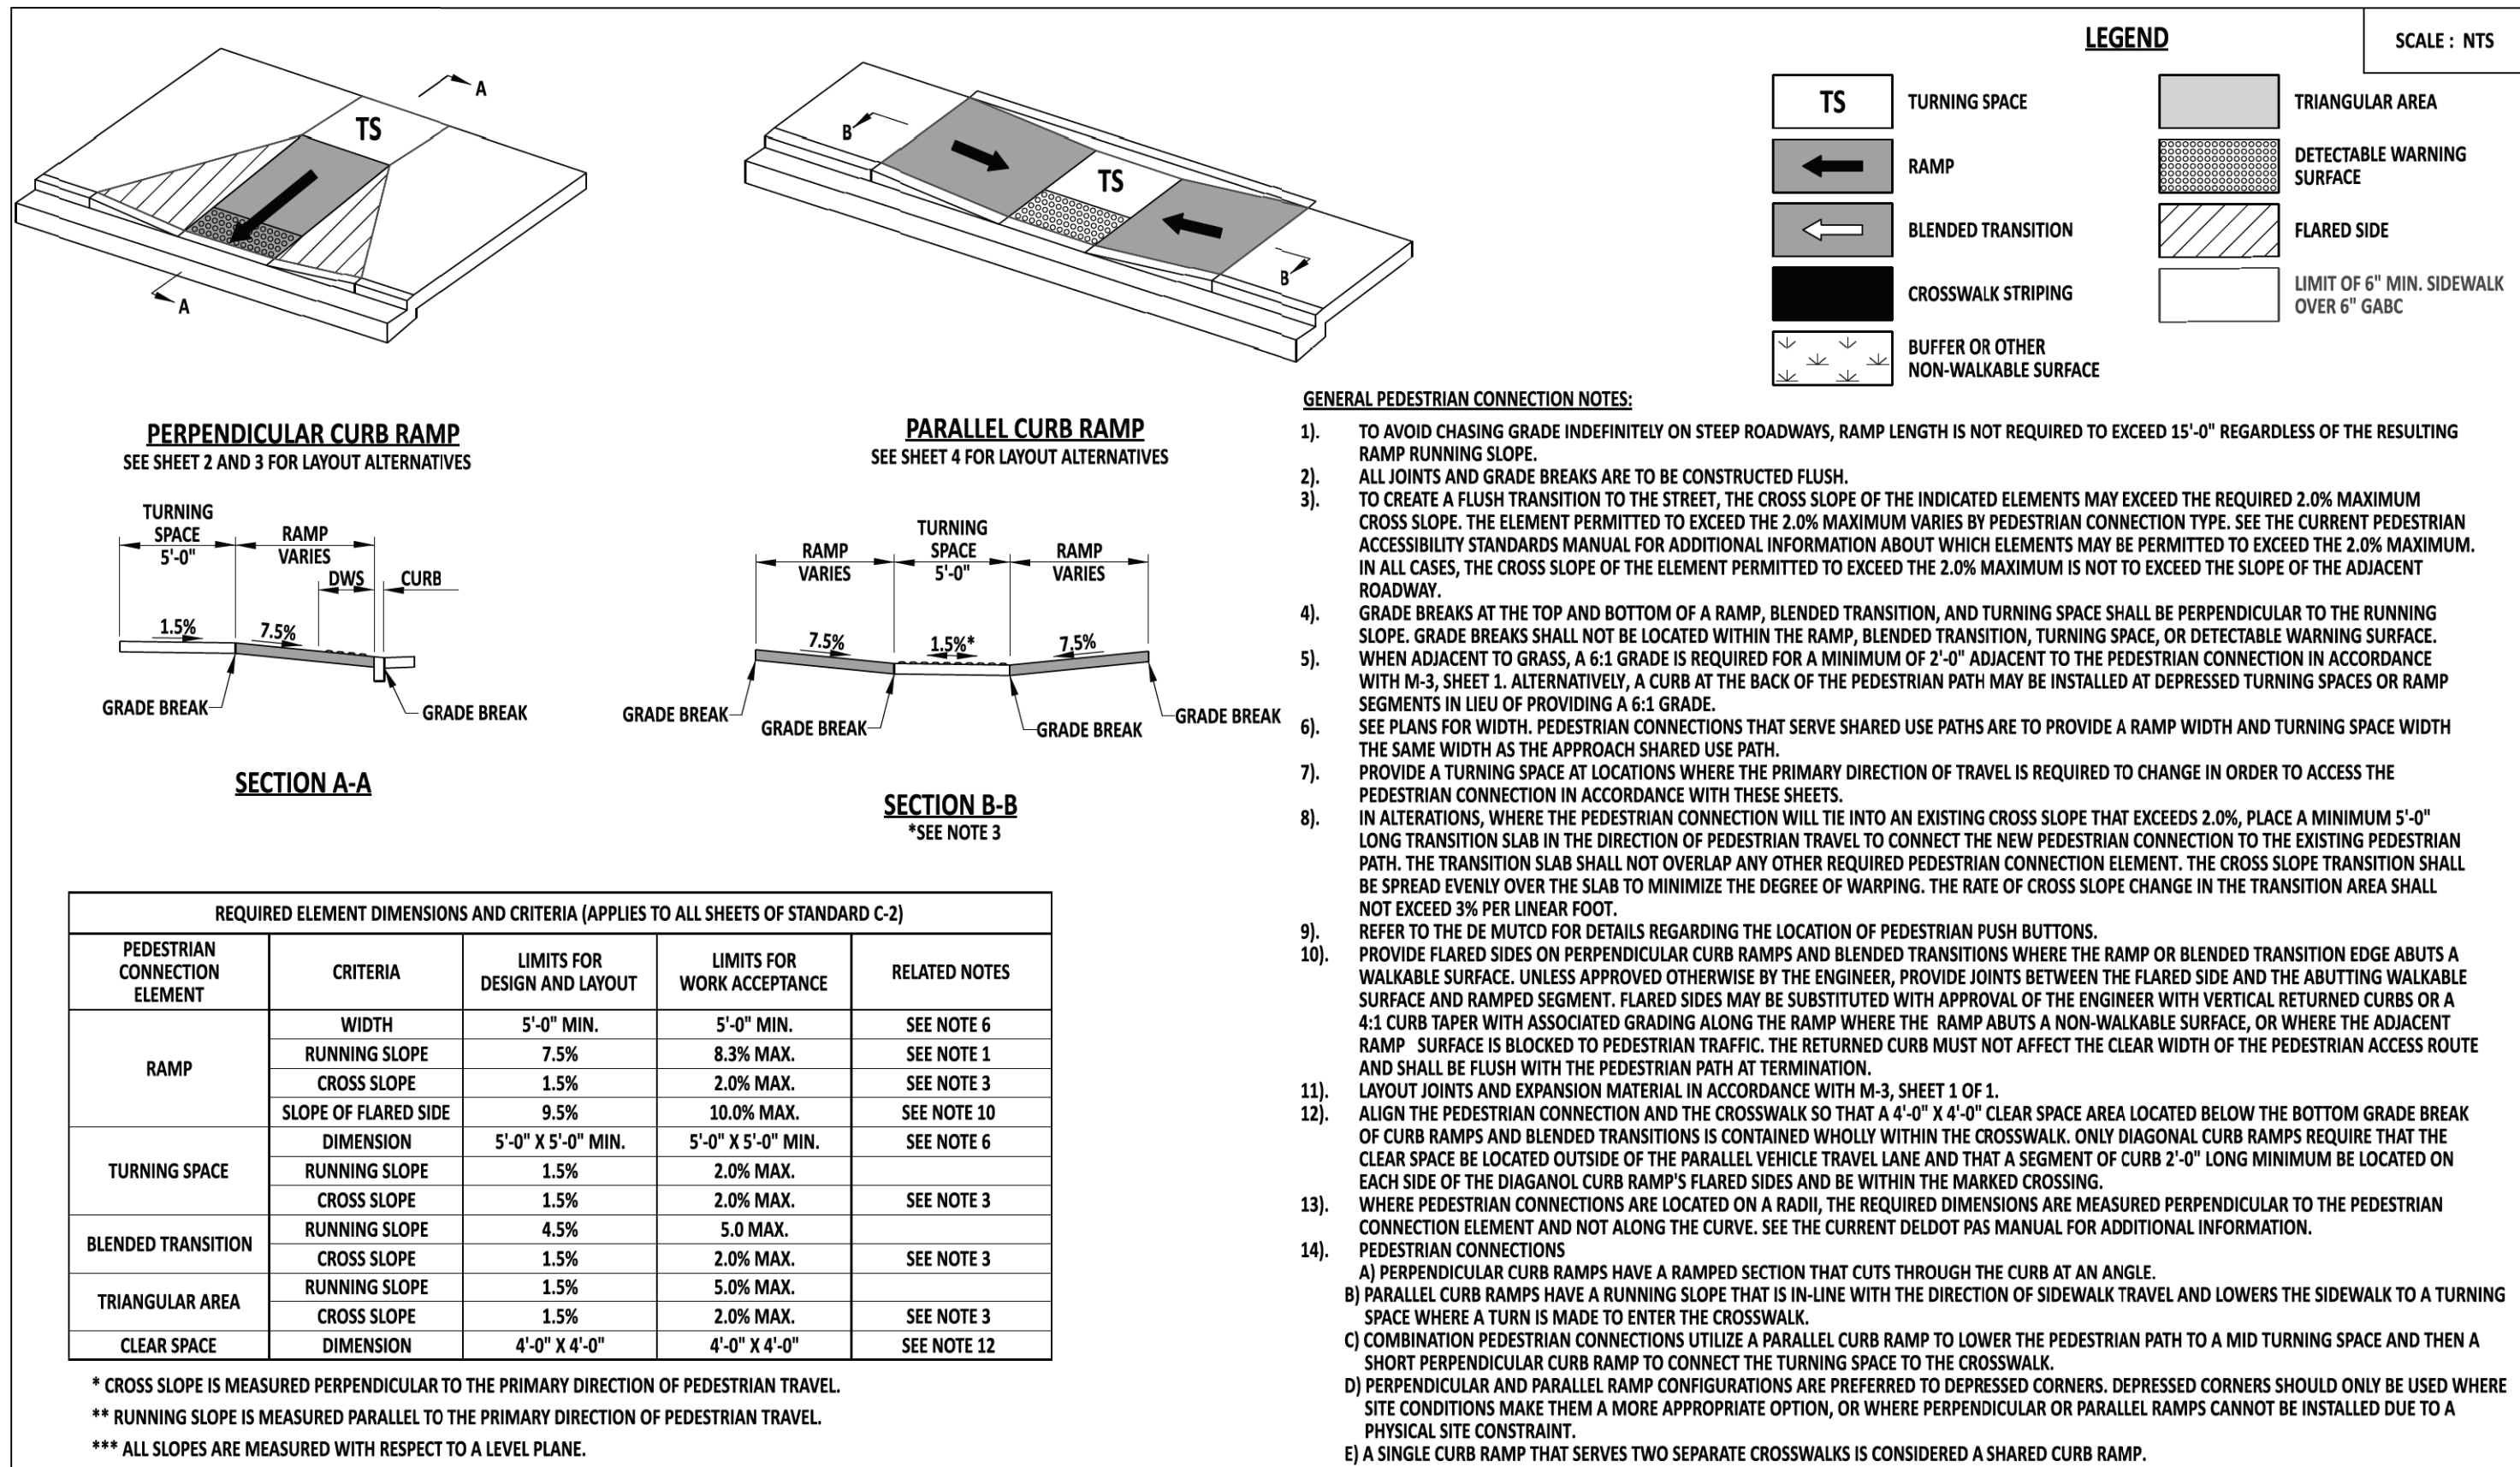 SCALE : NTS
LEGEND
TS
TURNING SPACE
RAMP
BLENDED TRANSITION
CROSSWALK STRIPING
BUFFER OR OTHER
NON-WALKABLE SURFACE
TRIANGULAR AREA
DETECTABLE WARNING
SURFACE
FLARED SIDE
LIMIT OF 6" MIN. SIDEWALK
OVER 6" GABC
A
TS
A
PERPENDICULAR CURB RAMP
SEE SHEET 2 AND 3 FOR LAYOUT ALTERNATIVES
B
TS
B
PARALLEL CURB RAMP
SEE SHEET 4 FOR LAYOUT ALTERNATIVES
TURNING
SPACE
5'-0"
RAMP
VARIES
DWS
CURB
1.5%
7.5%
GRADE BREAK
GRADE BREAK
SECTION A-A
RAMP
VARIES
TURNING
SPACE
5'-0"
RAMP
VARIES
7.5%
1.5%*
7.5%
GRADE BREAK
GRADE BREAK
GRADE BREAK
GRADE BREAK
SECTION B-B
*SEE NOTE 3
REQUIRED ELEMENT DIMENSIONS AND CRITERIA (APPLIES TO ALL SHEETS OF STANDARD C-2)
PEDESTRIAN
CONNECTION
ELEMENT
CRITERIA
LIMITS FOR
DESIGN AND LAYOUT
LIMITS FOR
WORK ACCEPTANCE
RELATED NOTES
RAMP
WIDTH 5'-0" MIN. 5'-0" MIN. SEE NOTE 6
RUNNING SLOPE 7.5% 8.3% MAX. SEE NOTE 1
CROSS SLOPE 1.5% 2.0% MAX. SEE NOTE 3
SLOPE OF FLARED SIDE 9.5% 10.0% MAX. SEE NOTE 10
TURNING SPACE
DIMENSION 5'-0" X 5'-0" MIN. 5'-0" X 5'-0" MIN. SEE NOTE 6
RUNNING SLOPE 1.5% 2.0% MAX.
CROSS SLOPE 1.5% 2.0% MAX. SEE NOTE 3
BLENDED TRANSITION
RUNNING SLOPE 4.5% 5.0 MAX.
CROSS SLOPE 1.5% 2.0% MAX. SEE NOTE 3
TRIANGULAR AREA
RUNNING SLOPE 1.5% 5.0% MAX.
CROSS SLOPE 1.5% 2.0% MAX. SEE NOTE 3
CLEAR SPACE DIMENSION 4'-0" X 4'-0" 4'-0" X 4'-0" SEE NOTE 12
* CROSS SLOPE IS MEASURED PERPENDICULAR TO THE PRIMARY DIRECTION OF PEDESTRIAN TRAVEL.
** RUNNING SLOPE IS MEASURED PARALLEL TO THE PRIMARY DIRECTION OF PEDESTRIAN TRAVEL.
*** ALL SLOPES ARE MEASURED WITH RESPECT TO A LEVEL PLANE.
GENERAL PEDESTRIAN CONNECTION NOTES:
1). TO AVOID CHASING GRADE INDEFINITELY ON STEEP ROADWAYS, RAMP LENGTH IS NOT REQUIRED TO EXCEED 15'-0" REGARDLESS OF THE RESULTING
RAMP RUNNING SLOPE.
2). ALL JOINTS AND GRADE BREAKS ARE TO BE CONSTRUCTED FLUSH.
3). TO CREATE A FLUSH TRANSITION TO THE STREET, THE CROSS SLOPE OF THE INDICATED ELEMENTS MAY EXCEED THE REQUIRED 2.0% MAXIMUM
CROSS SLOPE. THE ELEMENT PERMITTED TO EXCEED THE 2.0% MAXIMUM VARIES BY PEDESTRIAN CONNECTION TYPE. SEE THE CURRENT PEDESTRIAN
ACCESSIBILITY STANDARDS MANUAL FOR ADDITIONAL INFORMATION ABOUT WHICH ELEMENTS MAY BE PERMITTED TO EXCEED THE 2.0% MAXIMUM.
IN ALL CASES, THE CROSS SLOPE OF THE ELEMENT PERMITTED TO EXCEED THE 2.0% MAXIMUM IS NOT TO EXCEED THE SLOPE OF THE ADJACENT
ROADWAY.
4). GRADE BREAKS AT THE TOP AND BOTTOM OF A RAMP, BLENDED TRANSITION, AND TURNING SPACE SHALL BE PERPENDICULAR TO THE RUNNING
SLOPE. GRADE BREAKS SHALL NOT BE LOCATED WITHIN THE RAMP, BLENDED TRANSITION, TURNING SPACE, OR DETECTABLE WARNING SURFACE.
5). WHEN ADJACENT TO GRASS, A 6:1 GRADE IS REQUIRED FOR A MINIMUM OF 2'-0" ADJACENT TO THE PEDESTRIAN CONNECTION IN ACCORDANCE
WITH M-3, SHEET 1. ALTERNATIVELY, A CURB AT THE BACK OF THE PEDESTRIAN PATH MAY BE INSTALLED AT DEPRESSED TURNING SPACES OR RAMP
SEGMENTS IN LIEU OF PROVIDING A 6:1 GRADE.
6). SEE PLANS FOR WIDTH. PEDESTRIAN CONNECTIONS THAT SERVE SHARED USE PATHS ARE TO PROVIDE A RAMP WIDTH AND TURNING SPACE WIDTH
THE SAME WIDTH AS THE APPROACH SHARED USE PATH.
7). PROVIDE A TURNING SPACE AT LOCATIONS WHERE THE PRIMARY DIRECTION OF TRAVEL IS REQUIRED TO CHANGE IN ORDER TO ACCESS THE
PEDESTRIAN CONNECTION IN ACCORDANCE WITH THESE SHEETS.
8). IN ALTERATIONS, WHERE THE PEDESTRIAN CONNECTION WILL TIE INTO AN EXISTING CROSS SLOPE THAT EXCEEDS 2.0%, PLACE A MINIMUM 5'-0"
LONG TRANSITION SLAB IN THE DIRECTION OF PEDESTRIAN TRAVEL TO CONNECT THE NEW PEDESTRIAN CONNECTION TO THE EXISTING PEDESTRIAN
PATH. THE TRANSITION SLAB SHALL NOT OVERLAP ANY OTHER REQUIRED PEDESTRIAN CONNECTION ELEMENT. THE CROSS SLOPE TRANSITION SHALL
BE SPREAD EVENLY OVER THE SLAB TO MINIMIZE THE DEGREE OF WARPING. THE RATE OF CROSS SLOPE CHANGE IN THE TRANSITION AREA SHALL
NOT EXCEED 3% PER LINEAR FOOT.
9). REFER TO THE DE MUTCD FOR DETAILS REGARDING THE LOCATION OF PEDESTRIAN PUSH BUTTONS.
10). PROVIDE FLARED SIDES ON PERPENDICULAR CURB RAMPS AND BLENDED TRANSITIONS WHERE THE RAMP OR BLENDED TRANSITION EDGE ABUTS A
WALKABLE SURFACE. UNLESS APPROVED OTHERWISE BY THE ENGINEER, PROVIDE JOINTS BETWEEN THE FLARED SIDE AND THE ABUTTING WALKABLE
SURFACE AND RAMPED SEGMENT. FLARED SIDES MAY BE SUBSTITUTED WITH APPROVAL OF THE ENGINEER WITH VERTICAL RETURNED CURBS OR A
4:1 CURB TAPER WITH ASSOCIATED GRADING ALONG THE RAMP WHERE THE RAMP ABUTS A NON-WALKABLE SURFACE, OR WHERE THE ADJACENT
RAMP SURFACE IS BLOCKED TO PEDESTRIAN TRAFFIC. THE RETURNED CURB MUST NOT AFFECT THE CLEAR WIDTH OF THE PEDESTRIAN ACCESS ROUTE
AND SHALL BE FLUSH WITH THE PEDESTRIAN PATH AT TERMINATION.
11). LAYOUT JOINTS AND EXPANSION MATERIAL IN ACCORDANCE WITH M-3, SHEET 1 OF 1.
12). ALIGN THE PEDESTRIAN CONNECTION AND THE CROSSWALK SO THAT A 4'-0" X 4'-0" CLEAR SPACE AREA LOCATED BELOW THE BOTTOM GRADE BREAK
OF CURB RAMPS AND BLENDED TRANSITIONS IS CONTAINED WHOLLY WITHIN THE CROSSWALK. ONLY DIAGONAL CURB RAMPS REQUIRE THAT THE
CLEAR SPACE BE LOCATED OUTSIDE OF THE PARALLEL VEHICLE TRAVEL LANE AND THAT A SEGMENT OF CURB 2'-0" LONG MINIMUM BE LOCATED ON
EACH SIDE OF THE DIAGANOL CURB RAMP'S FLARED SIDES AND BE WITHIN THE MARKED CROSSING.
13). WHERE PEDESTRIAN CONNECTIONS ARE LOCATED ON A RADII, THE REQUIRED DIMENSIONS ARE MEASURED PERPENDICULAR TO THE PEDESTRIAN
CONNECTION ELEMENT AND NOT ALONG THE CURVE. SEE THE CURRENT DELDOT PAS MANUAL FOR ADDITIONAL INFORMATION.
14). PEDESTRIAN CONNECTIONS
A) PERPENDICULAR CURB RAMPS HAVE A RAMPED SECTION THAT CUTS THROUGH THE CURB AT AN ANGLE.
B) PARALLEL CURB RAMPS HAVE A RUNNING SLOPE THAT IS IN-LINE WITH THE DIRECTION OF SIDEWALK TRAVEL AND LOWERS THE SIDEWALK TO A TURNING
SPACE WHERE A TURN IS MADE TO ENTER THE CROSSWALK.
C) COMBINATION PEDESTRIAN CONNECTIONS UTILIZE A PARALLEL CURB RAMP TO LOWER THE PEDESTRIAN PATH TO A MID TURNING SPACE AND THEN A
SHORT PERPENDICULAR CURB RAMP TO CONNECT THE TURNING SPACE TO THE CROSSWALK.
D) PERPENDICULAR AND PARALLEL RAMP CONFIGURATIONS ARE PREFERRED TO DEPRESSED CORNERS. DEPRESSED CORNERS SHOULD ONLY BE USED WHERE
SITE CONDITIONS MAKE THEM A MORE APPROPRIATE OPTION, OR WHERE PERPENDICULAR OR PARALLEL RAMPS CANNOT BE INSTALLED DUE TO A
PHYSICAL SITE CONSTRAINT.
E) A SINGLE CURB RAMP THAT SERVES TWO SEPARATE CROSSWALKS IS CONSIDERED A SHARED CURB RAMP.